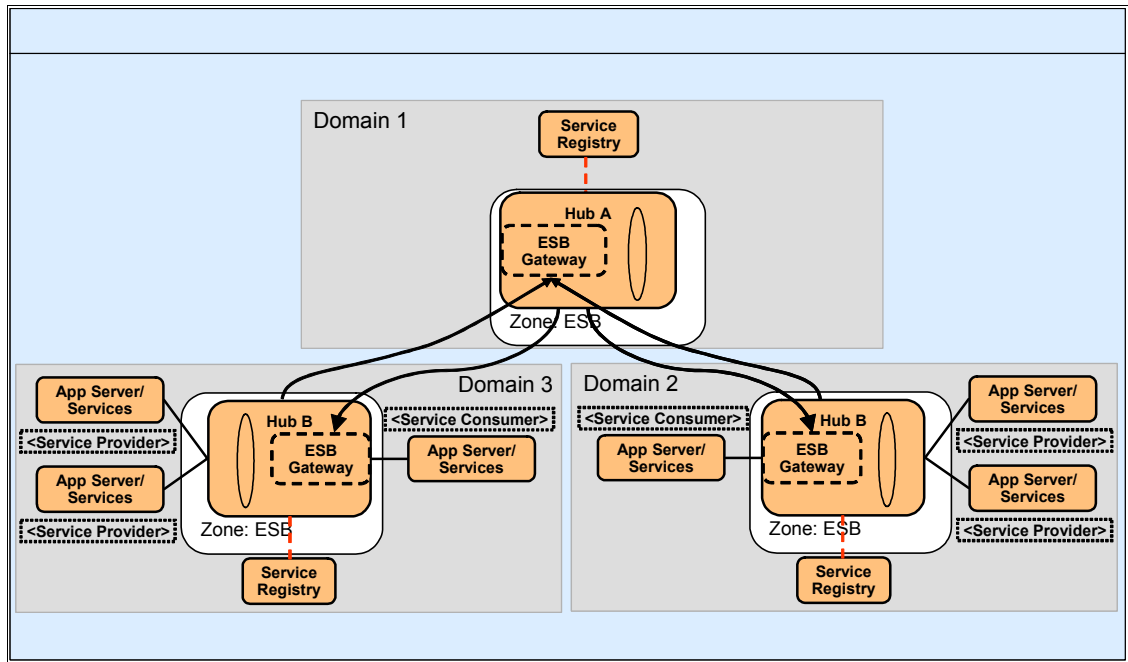 Domain 1
Service
Registry
Hub A
ESB
Gateway
Zone: ESB
Domain 3
App Server/
Services
<Service Provider>
App Server/
Services
<Service Provider>
Hub B
ESB
Gateway
<Service Consumer>
App Server/
Services
Zone: ESB
Service
Registry
Domain 2
<Service Consumer>
App Server/
Services
Hub B
ESB
Gateway
App Server/
Services
<Service Provider>
App Server/
Services
<Service Provider>
Zone: ESB
Service
Registry